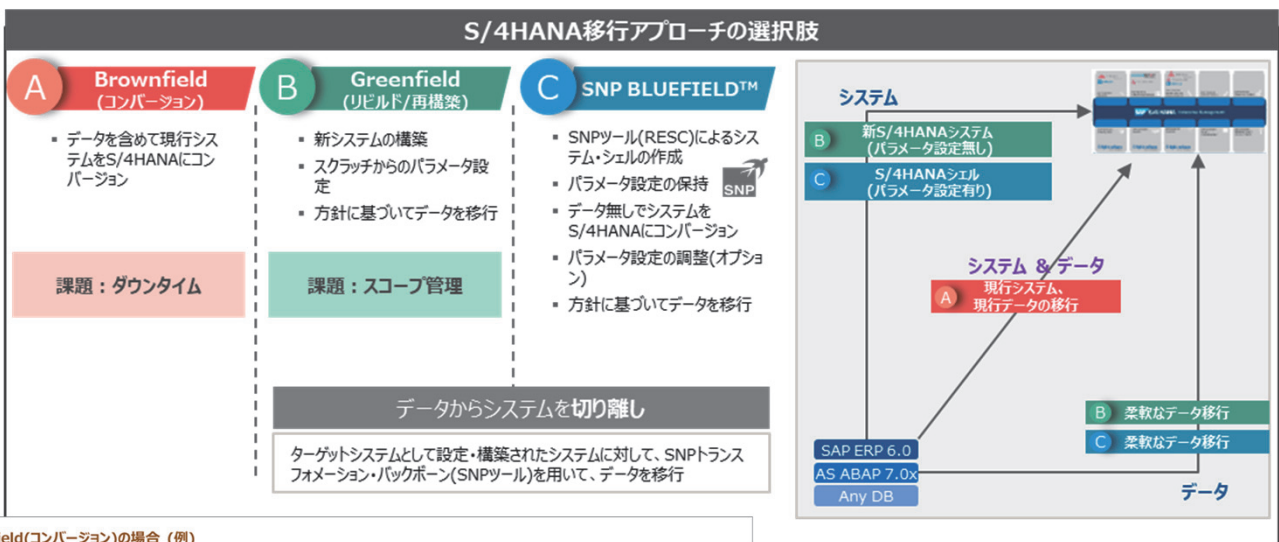 S/4HANA移行アプローチの選択肢
A
Brownfield
(コンバージョン)
▪ データを含めて現行シス
テムをS/4HANAにコン
バージョン
課題：ダウンタイム
B
Greenfield
(リビルド/再構築)
▪ 新システムの構築
▪ スクラッチからのパラメータ設
定
▪ 方針に基づいてデータを移行
課題：スコープ管理
C
SNP BLUEFIELD™
▪ SNPツール(RESC)によるシス
テム・シェルの作成
▪ パラメータ設定の保持
SNP
▪ データ無しでシステムを
S/4HANAにコンバージョン
▪ パラメータ設定の調整(オプショ
ン)
▪ 方針に基づいてデータを移行
データからシステムを切り離し
ターゲットシステムとして設定・構築されたシステムに対して、SNPトランス
フォメーション・バックボーン(SNPツール)を用いて、データを移行
システム
B
新S/4HANAシステム
(パラメータ設定無し)
C
S/4HANAシェル
(パラメータ設定有り)
システム & データ
A
現行システム、
現行データの移行
B 柔軟なデータ移行
C 柔軟なデータ移行
SAP ERP 6.0
AS ABAP 7.0x
Any DB
データ
ield(コンバージョン)の場合（例）